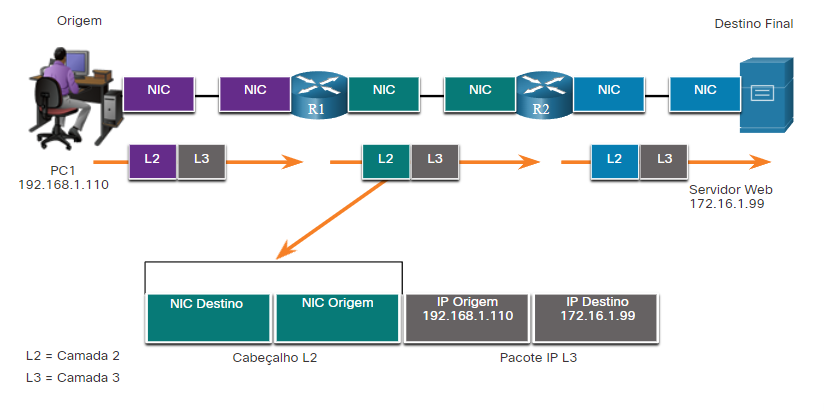 Origem
Destino Final
NIC
NIC
R1
NIC
NIC
R2
NIC
NIC
L2
L3
L2
L3
L2
L3
PC1
192.168.1.110
Servidor Web
172.16.1.99
NIC Destino
NIC Origem
IP Origem
192.168.1.110
IP Destino
172.16.1.99
L2 = Camada 2
Cabeçalho L2
Pacote IP L3
L3 = Camada 3